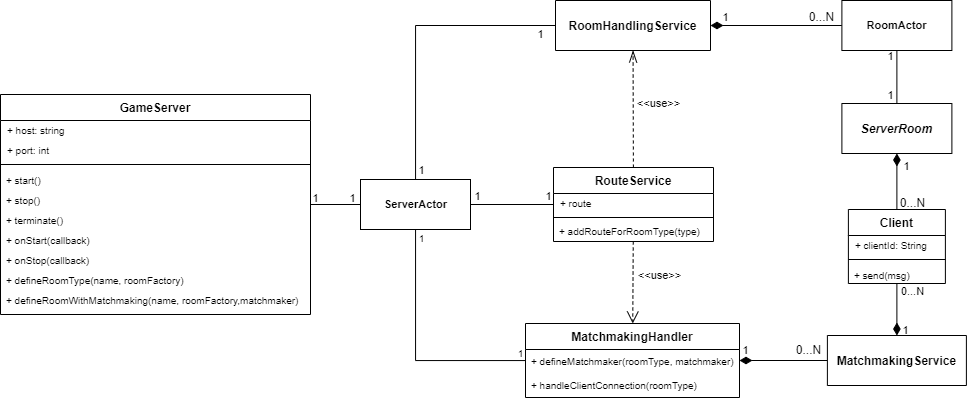 RoomHandlingService
1
0...N
RoomActor
1
1
1
<<use>>
ServerRoom
1
0...N
GameServer
+ host: string
+ port: int
+ start()
+ stop()
+ terminate()
+ onStart(callback)
+ onStop(callback)
+ defineRoomType(name, roomFactory)
+ defineRoomWithMatchmaking(name, roomFactory,matchmaker)
1
1
1
ServerActor
1
1
1
RouteService
+ route
+ addRouteForRoomType(type)
Client
+ clientId: String
+ send(msg)
0...N
<<use>>
1
1
MatchmakingHandler
+ defineMatchmaker(roomType, matchmaker)
+ handleClientConnection(roomType)
1
0...N
MatchmakingService